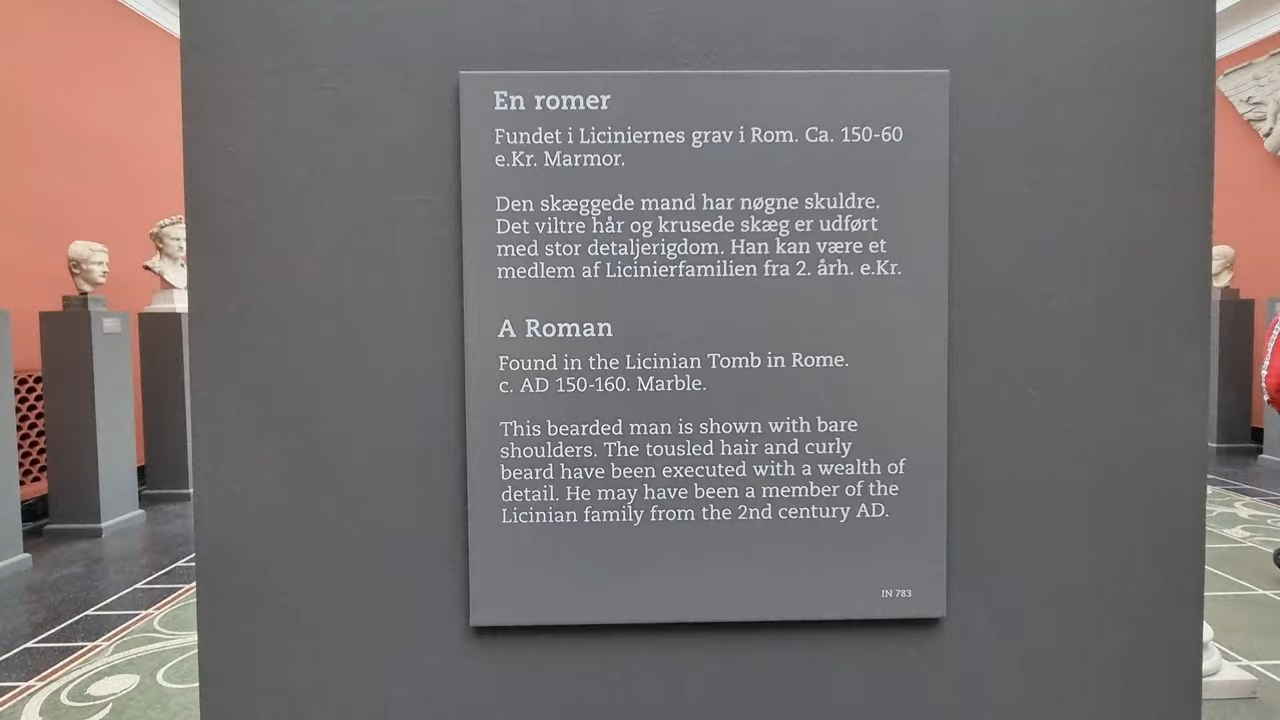 En romer
Fundet i Liciniernes grav i Rom. Ca. 150-60
e.Kr. Marmor.
Den skæggede mand har nøgne skuldre.
Det viltre hår og krusede skæg er udført
med stor detaljerigdom. Han kan være et
medlem af Licinierfamilien fra 2. årh. e.Kr.
A Roman
Found in the Licinian Tomb in Rome.
c. AD 150-160. Marble.
This bearded man is shown with bare
shoulders. The tousled hair and curly
beard have been executed with a wealth of
detail. He may have been a member of the
Licinian family from the 2nd century AD.
IN 783